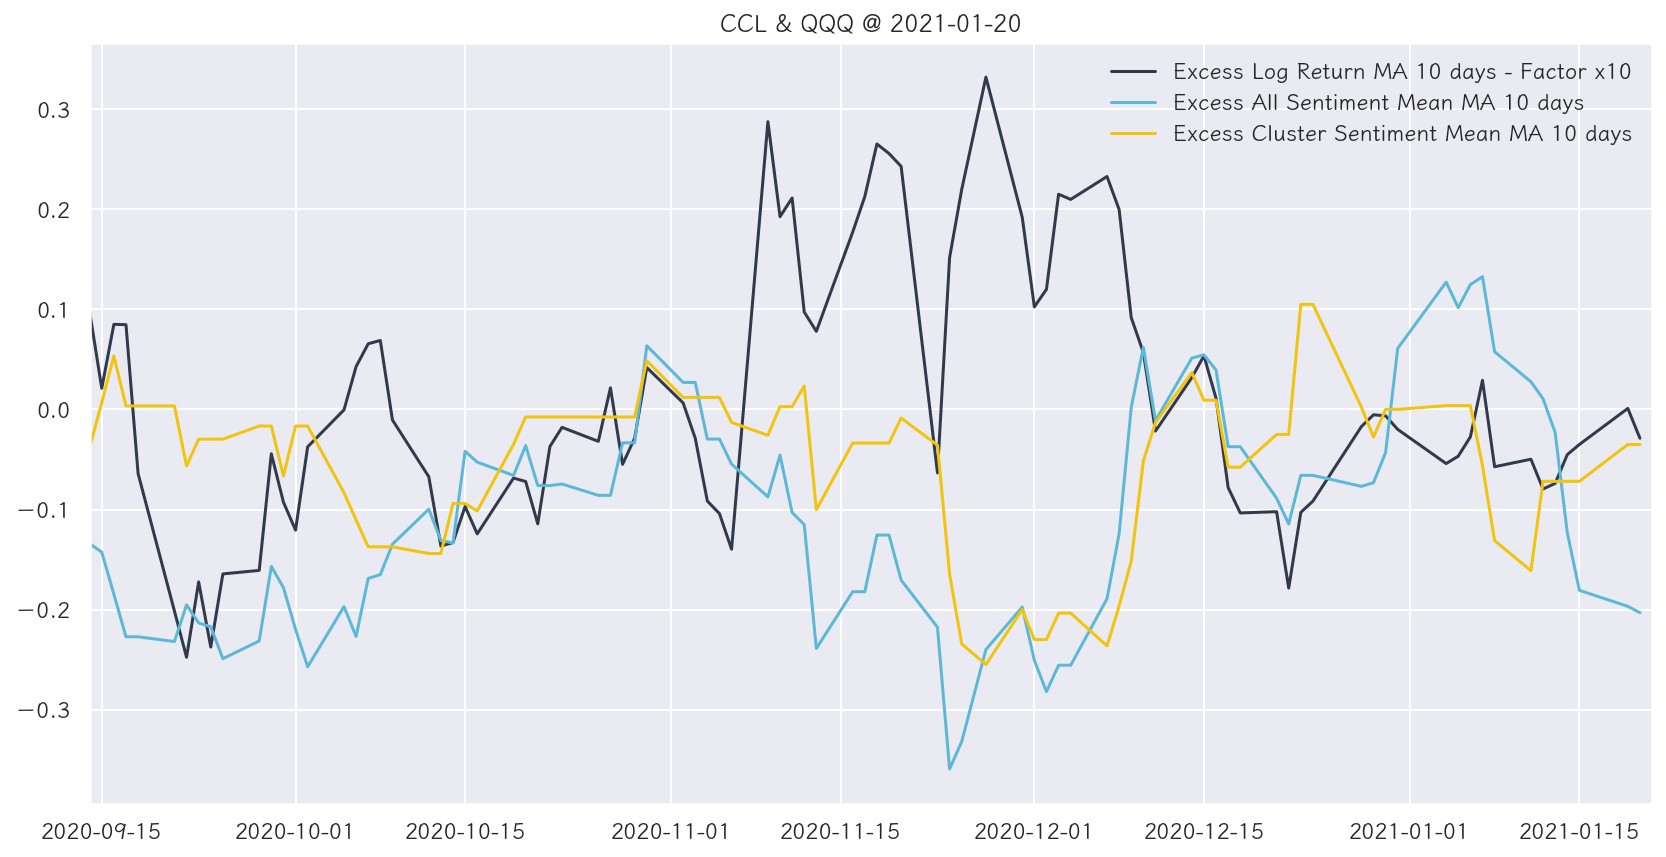 CCL & QQQ @ 2021-01-20
Excess Log Return MA 10 days - Factor x10
Excess All Sentiment Mean MA 10 days
Excess Cluster Sentiment Mean MA 10 days
0.3
0.2
0.1
0.0
−0.1
−0.2
−0.3
2020-09-15 2020-10-01 2020-10-15 2020-11-01 2020-11-15 2020-12-01 2020-12-15 2021-01-01 2021-01-15